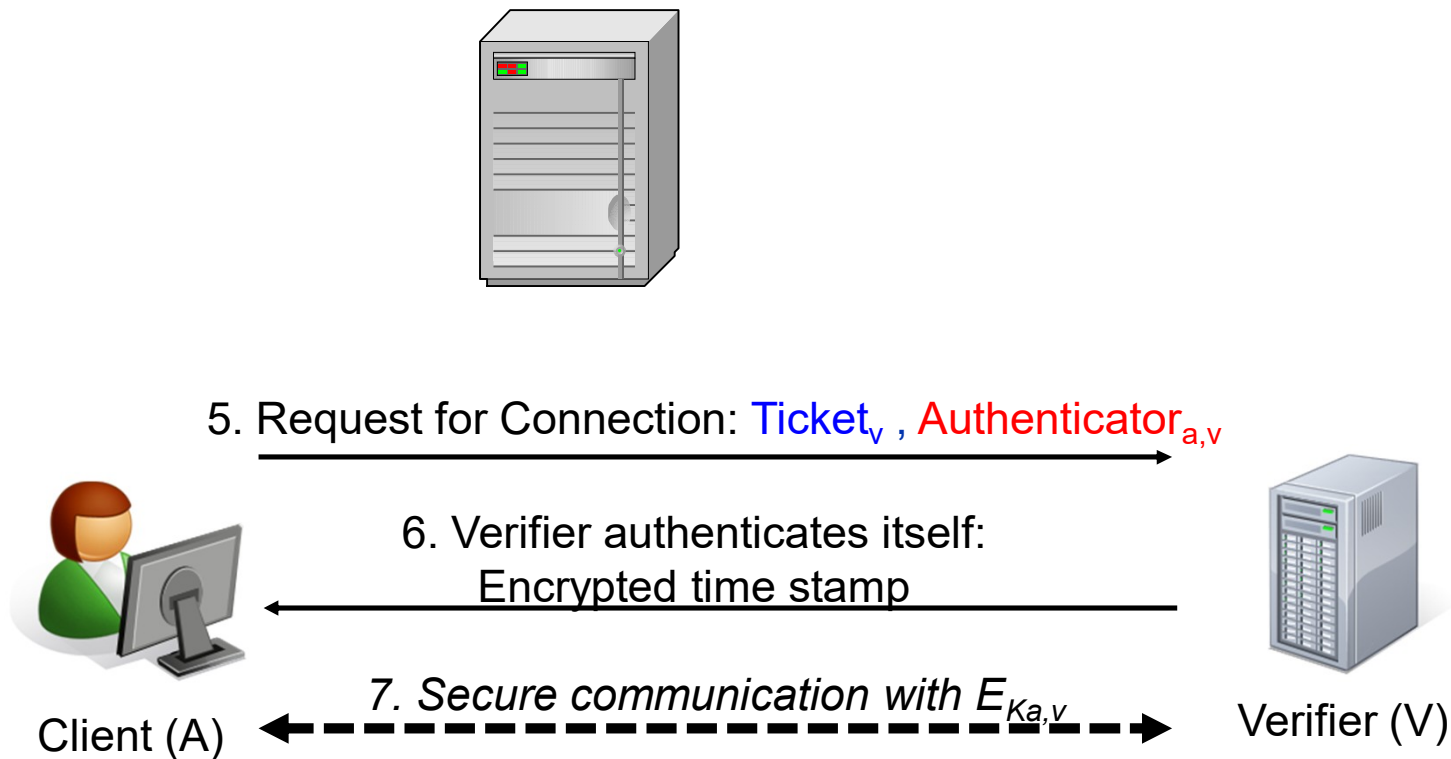 5. Request for Connection: Ticketv , Authenticatora,v
6. Verifier authenticates itself:
Encrypted time stamp
7. Secure communication with EKa,v
Client (A)
Verifier (V)